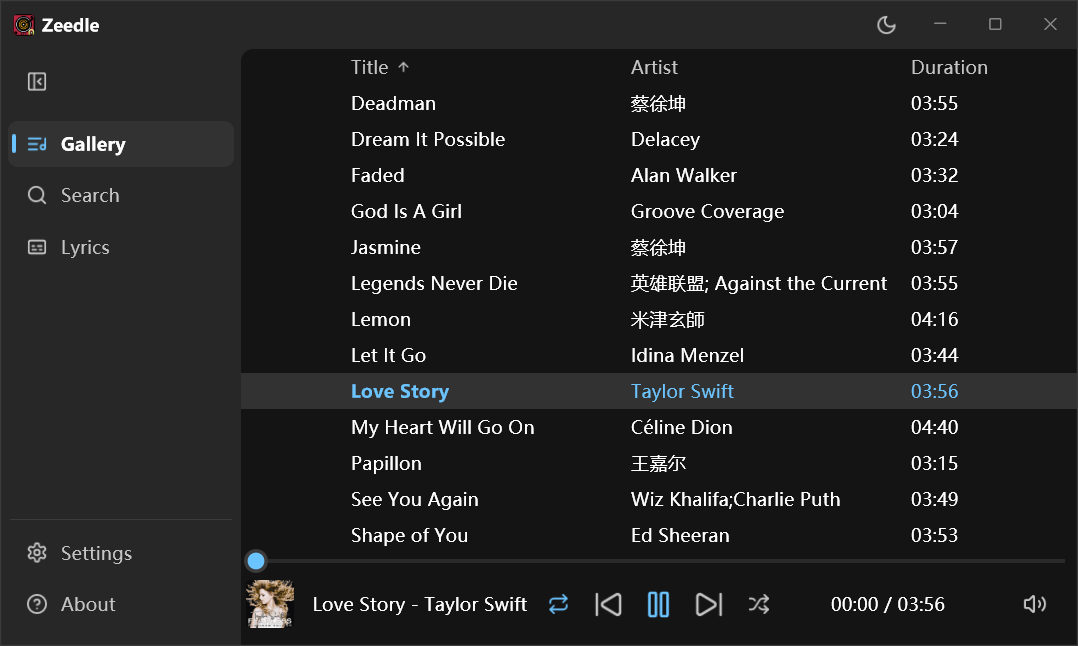 Zeedle
Gallery
Search
Lyrics
Settings
About
Title Artist Duration
Deadman 蔡徐坤 03:55
Dream It Possible Delacey 03:24
Faded Alan Walker 03:32
God Is A Girl Groove Coverage 03:04
Jasmine 蔡徐坤 03:57
Legends Never Die 英雄联盟; Against the Current 03:55
Lemon 米津玄師 04:16
Let It Go Idina Menzel 03:44
Love Story Taylor Swift 03:56
My Heart Will Go On Céline Dion 04:40
Papillon 王嘉尔 03:15
See You Again Wiz Khalifa;Charlie Puth 03:49
Shape of You Ed Sheeran 03:53
Love Story - Taylor Swift 00:00 / 03:56